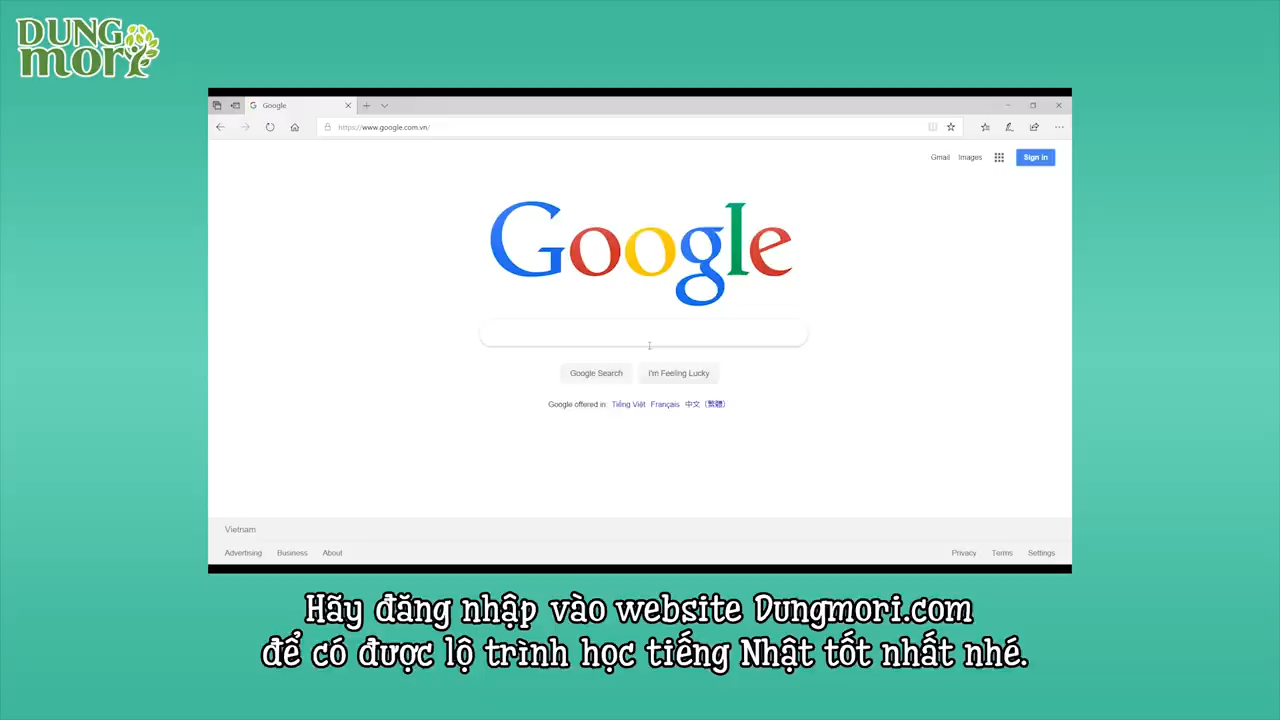 DUNG
mori
Google
https://www.google.com.vn/
Gmail Images Sign in
Google
Google Search I'm Feeling Lucky
Google offered in: Tiếng Việt Français 中文（繁體）
Vietnam
Advertising Business About Privacy Terms Settings
Hãy đăng nhập vào website Dungmori.com
để có được lộ trình học tiếng Nhật tốt nhất nhé.